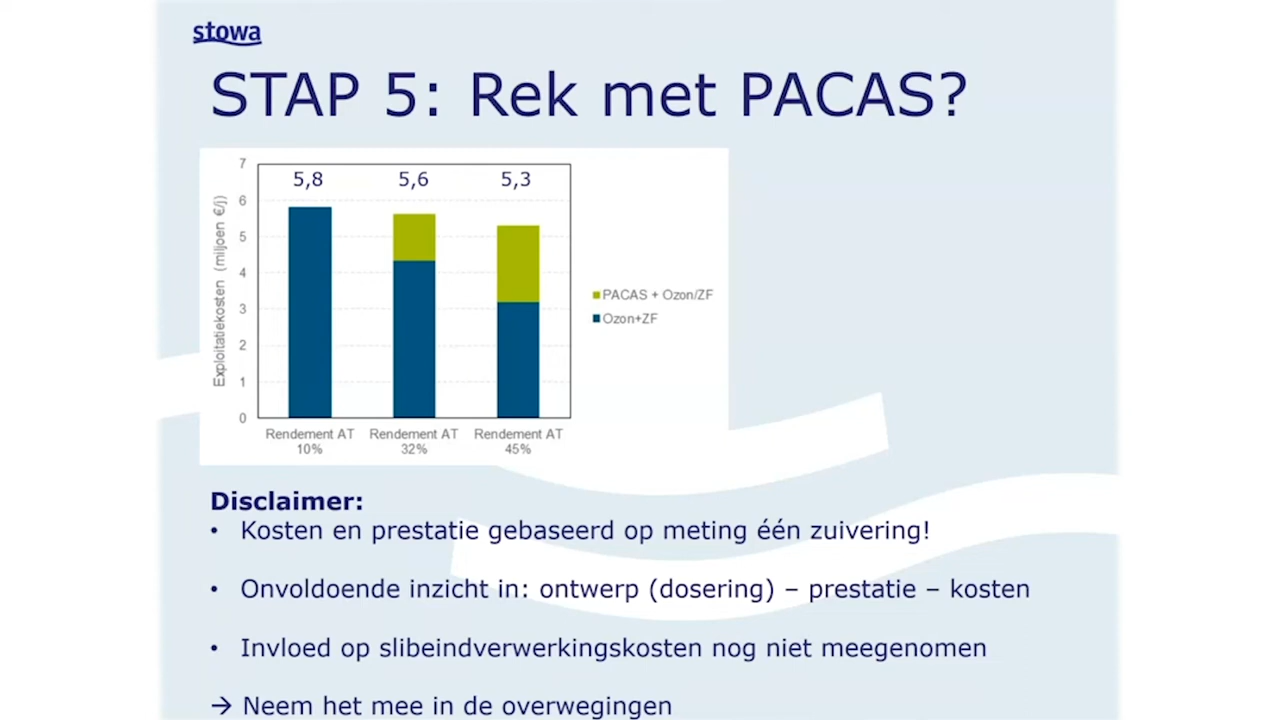 stowa
STAP 5: Rek met PACAS?
7
6
5
4
3
2
1
0
Exploitatiekosten (miljoen €/j)
5,8 5,6 5,3
Rendement AT Rendement AT Rendement AT
10% 32% 45%
PACAS + Ozon/ZF
Ozon+ZF
Disclaimer:
• Kosten en prestatie gebaseerd op meting één zuivering!
• Onvoldoende inzicht in: ontwerp (dosering) – prestatie – kosten
• Invloed op slibeindverwerkingskosten nog niet meegenomen
→ Neem het mee in de overwegingen